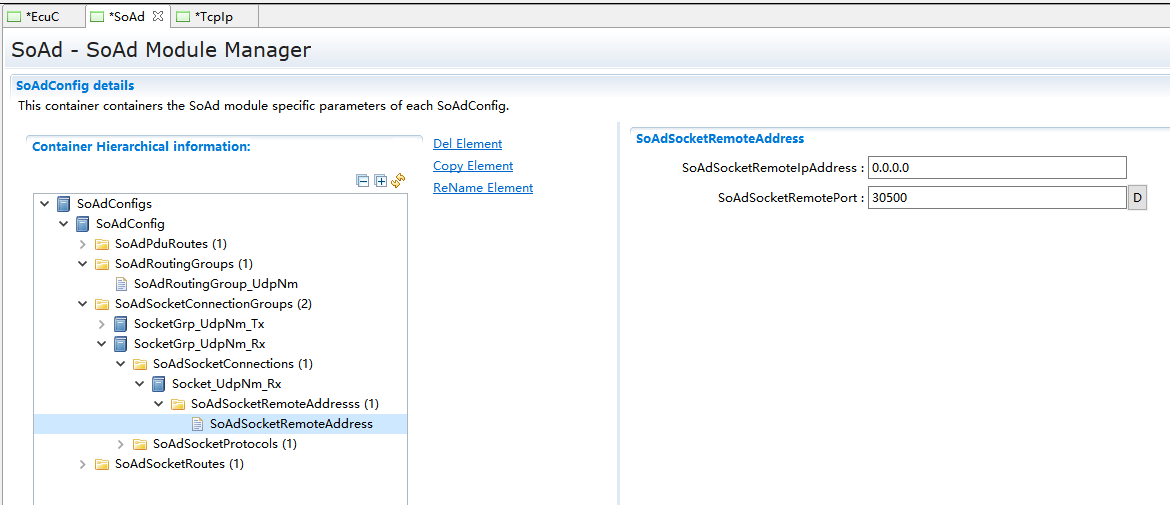 *EcuC *SoAd *TcpIp
SoAd - SoAd Module Manager
SoAdConfig details
This container containers the SoAd module specific parameters of each SoAdConfig.
Container Hierarchical information:
SoAdConfigs
SoAdConfig
SoAdPduRoutes (1)
SoAdRoutingGroups (1)
SoAdRoutingGroup_UdpNm
SoAdSocketConnectionGroups (2)
SocketGrp_UdpNm_Tx
SocketGrp_UdpNm_Rx
SoAdSocketConnections (1)
Socket_UdpNm_Rx
SoAdSocketRemoteAddresss (1)
SoAdSocketRemoteAddress
SoAdSocketProtocols (1)
SoAdSocketRoutes (1)
Del Element
Copy Element
ReName Element
SoAdSocketRemoteAddress
SoAdSocketRemoteIpAddress : 0.0.0.0
SoAdSocketRemotePort : 30500 D